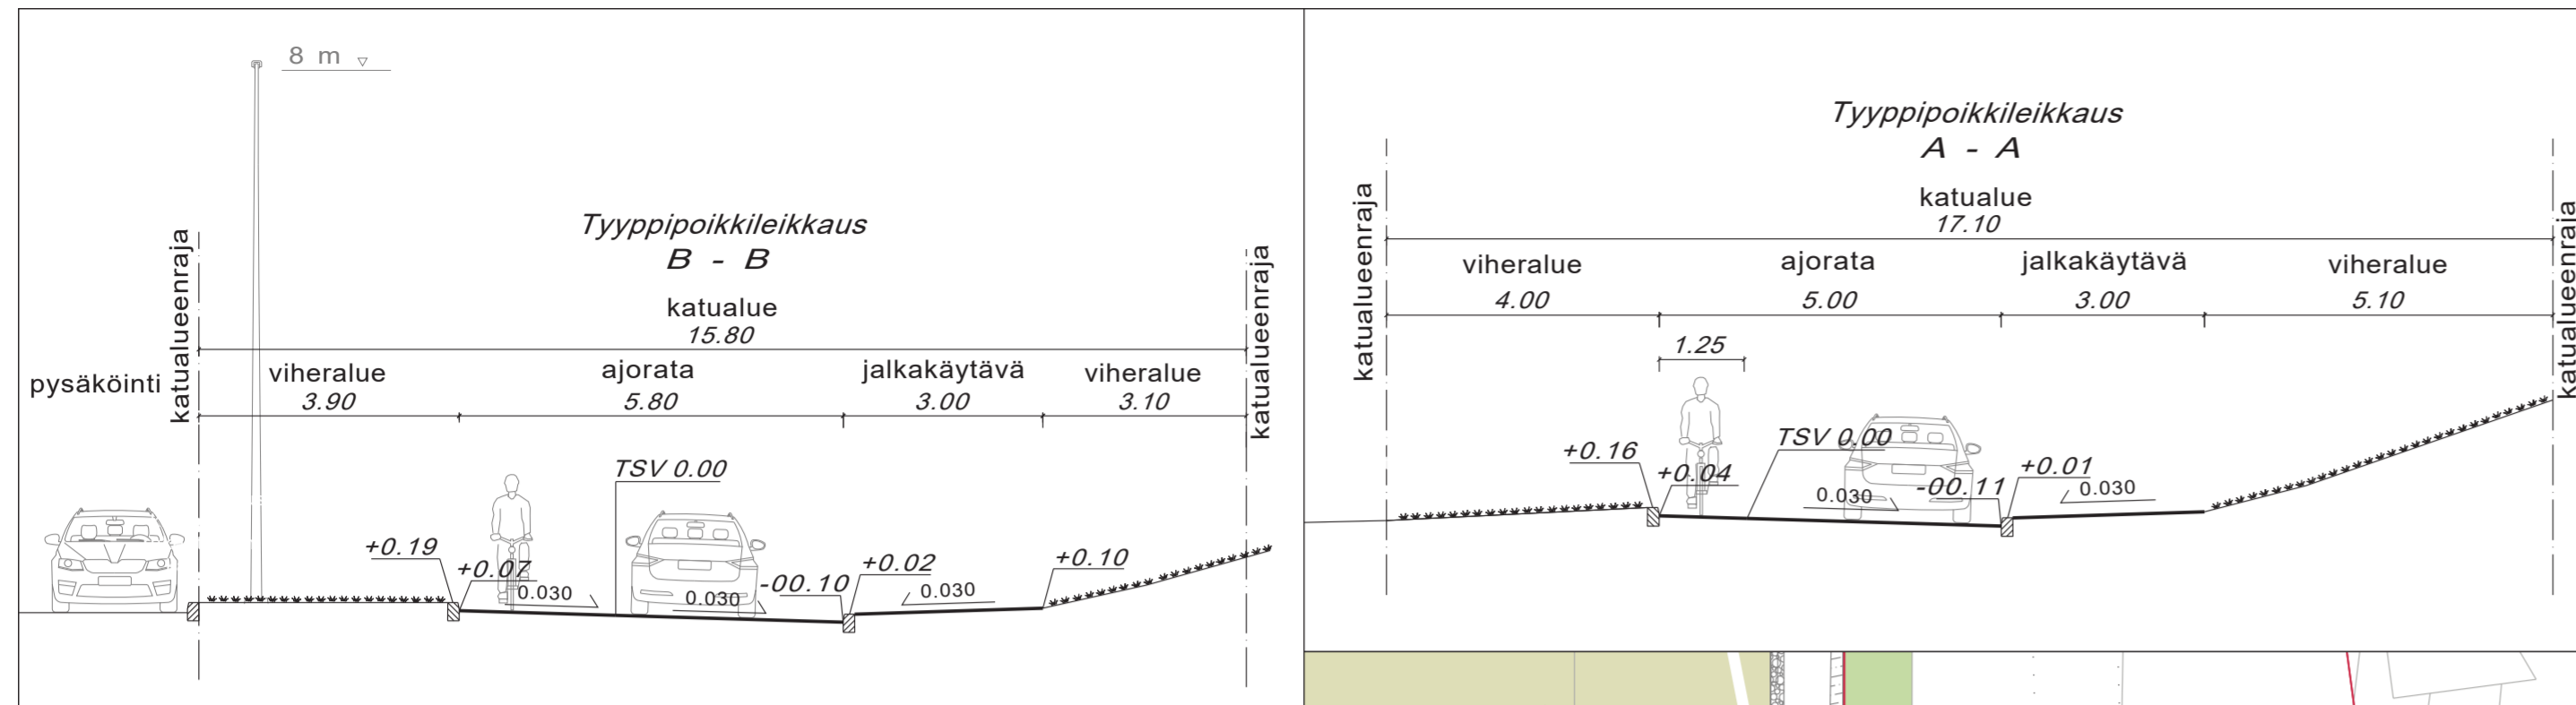 8 m
Tyyppipoikkileikkaus
B - B
katualue
15.80
katualueenraja
katualueenraja
pysäköinti
viheralue
ajorata
jalkakäytävä
viheralue
3.90
5.80
3.00
3.10
TSV 0.00
+0.19
+0.07
-00.10
+0.02
+0.10
0.030
0.030
0.030
Tyyppipoikkileikkaus
A - A
katualue
17.10
katualueenraja
katualueenraja
viheralue
ajorata
jalkakäytävä
viheralue
4.00
5.00
3.00
5.10
1.25
TSV 0.00
+0.16
+0.04
-00.11
+0.01
0.030
0.030